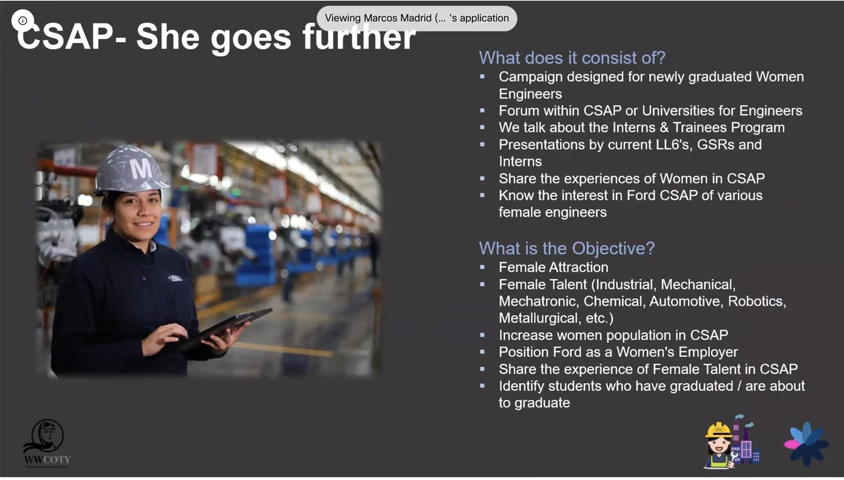 Viewing Marcos Madrid (... 's application
CSAP- She goes further
What does it consist of?
▪ Campaign designed for newly graduated Women
Engineers
▪ Forum within CSAP or Universities for Engineers
▪ We talk about the Interns & Trainees Program
▪ Presentations by current LL6's, GSRs and
Interns
▪ Share the experiences of Women in CSAP
▪ Know the interest in Ford CSAP of various
female engineers
What is the Objective?
▪ Female Attraction
▪ Female Talent (Industrial, Mechanical,
Mechatronic, Chemical, Automotive, Robotics,
Metallurgical, etc.)
▪ Increase women population in CSAP
▪ Position Ford as a Women's Employer
▪ Share the experience of Female Talent in CSAP
▪ Identify students who have graduated / are about
to graduate
M
WWCOTY